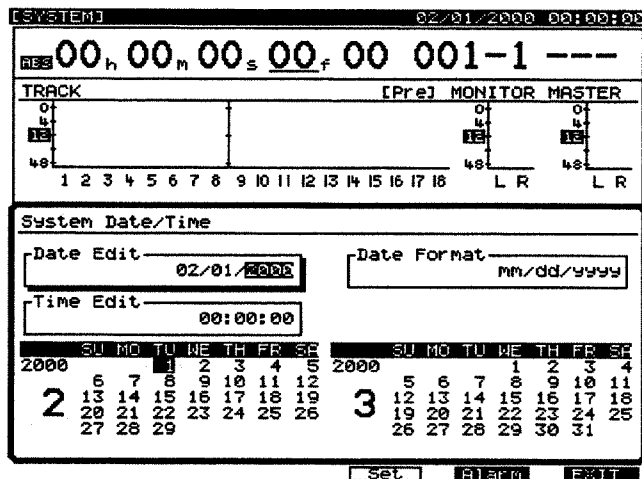 [SYSTEM] 02/01/2000 00:00:00
ABS 00h 00m 00s 00f 00 001-1 ---
TRACK [Pre] MONITOR MASTER
0 0 0
4 4 4
12 12 12
48 48 48
1 2 3 4 5 6 7 8 9 10 11 12 13 14 15 16 17 18 L R L R
System Date/Time
Date Edit Date Format
02/01/2000 mm/dd/yyyy
Time Edit
00:00:00
SU MO TU WE TH FR SA SU MO TU WE TH FR SA
2000 1 2 3 4 5 2000 1 2 3 4
6 7 8 9 10 11 12 5 6 7 8 9 10 11
2 13 14 15 16 17 18 19 3 12 13 14 15 16 17 18
20 21 22 23 24 25 26 19 20 21 22 23 24 25
27 28 29 26 27 28 29 30 31
Set Alarm EXIT